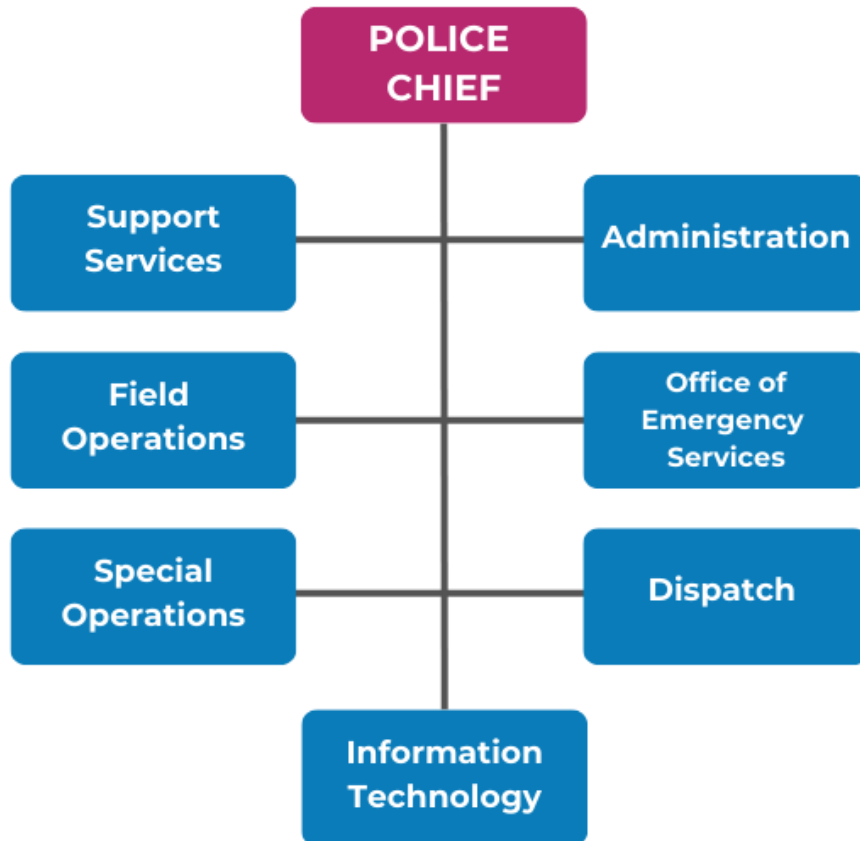 POLICE
CHIEF
Support
Services
Administration
Field
Operations
Office of
Emergency
Services
Special
Operations
Dispatch
Information
Technology